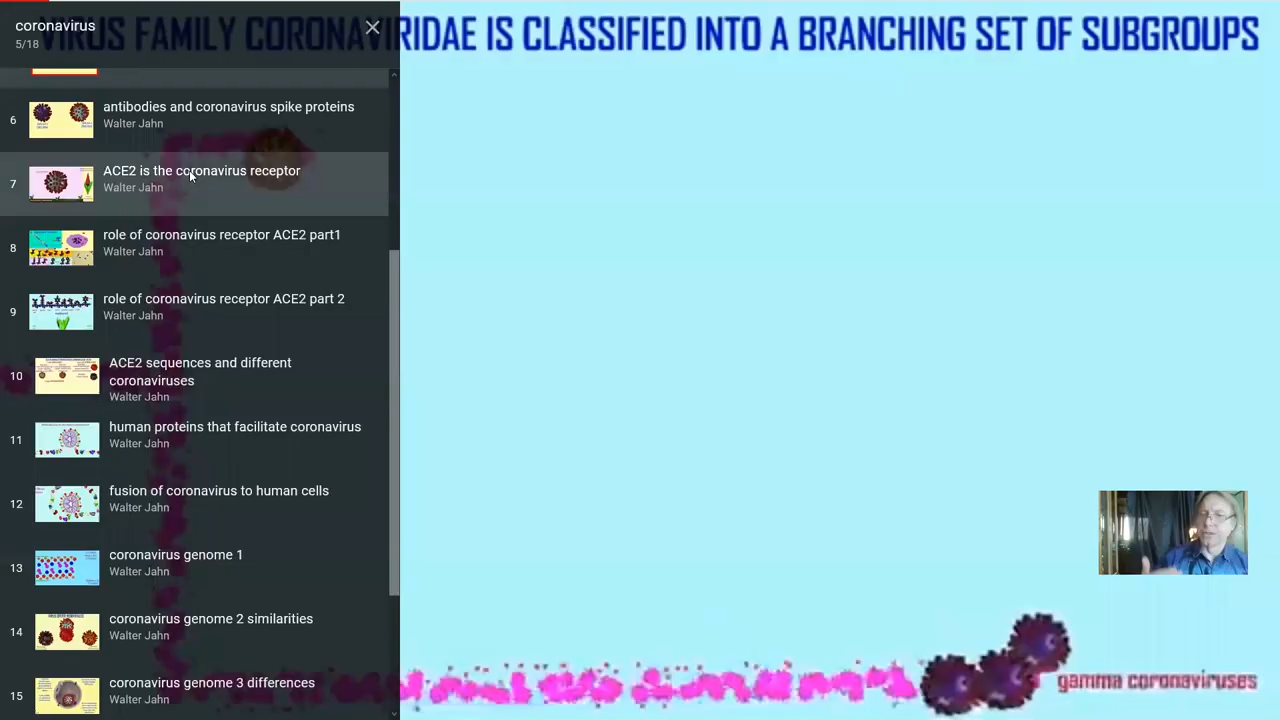 coronavirus
5/18
VIRUS FAMILY CORONAVIRIDAE IS CLASSIFIED INTO A BRANCHING SET OF SUBGROUPS
6
antibodies and coronavirus spike proteins
Walter Jahn
7
ACE2 is the coronavirus receptor
Walter Jahn
8
role of coronavirus receptor ACE2 part1
Walter Jahn
9
role of coronavirus receptor ACE2 part 2
Walter Jahn
10
ACE2 sequences and different
coronaviruses
Walter Jahn
11
human proteins that facilitate coronavirus
Walter Jahn
12
fusion of coronavirus to human cells
Walter Jahn
13
coronavirus genome 1
Walter Jahn
14
coronavirus genome 2 similarities
Walter Jahn
15
coronavirus genome 3 differences
Walter Jahn
gamma coronaviruses